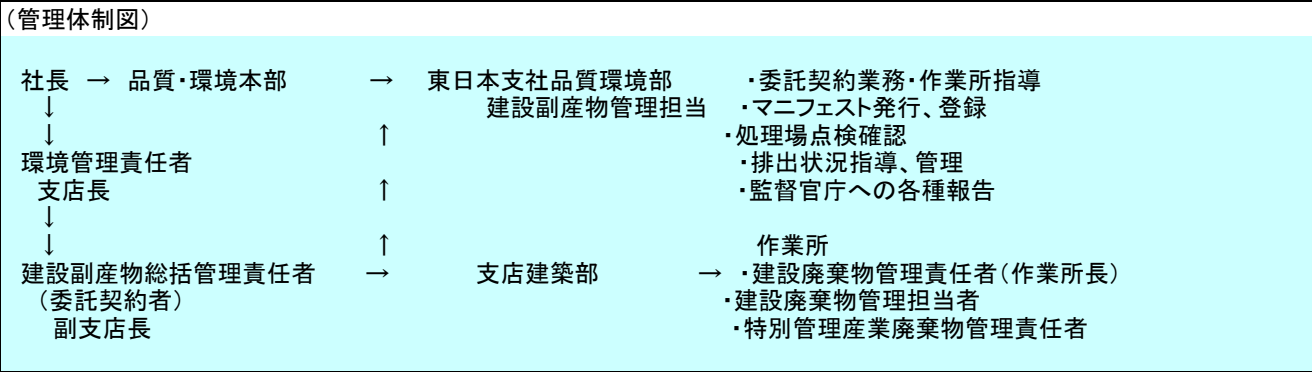 （管理体制図）
社長 → 品質・環境本部 → 東日本支社品質環境部 ・委託契約業務・作業所指導
↓ 建設副産物管理担当 ・マニフェスト発行、登録
↓ ↑ ・処理場点検確認
環境管理責任者 ・排出状況指導、管理
支店長 ↑ ・監督官庁への各種報告
↓
↓ ↑ 作業所
建設副産物総括管理責任者 → 支店建築部 → ・建設廃棄物管理責任者（作業所長）
（委託契約者） ・建設廃棄物管理担当者
副支店長 ・特別管理産業廃棄物管理責任者